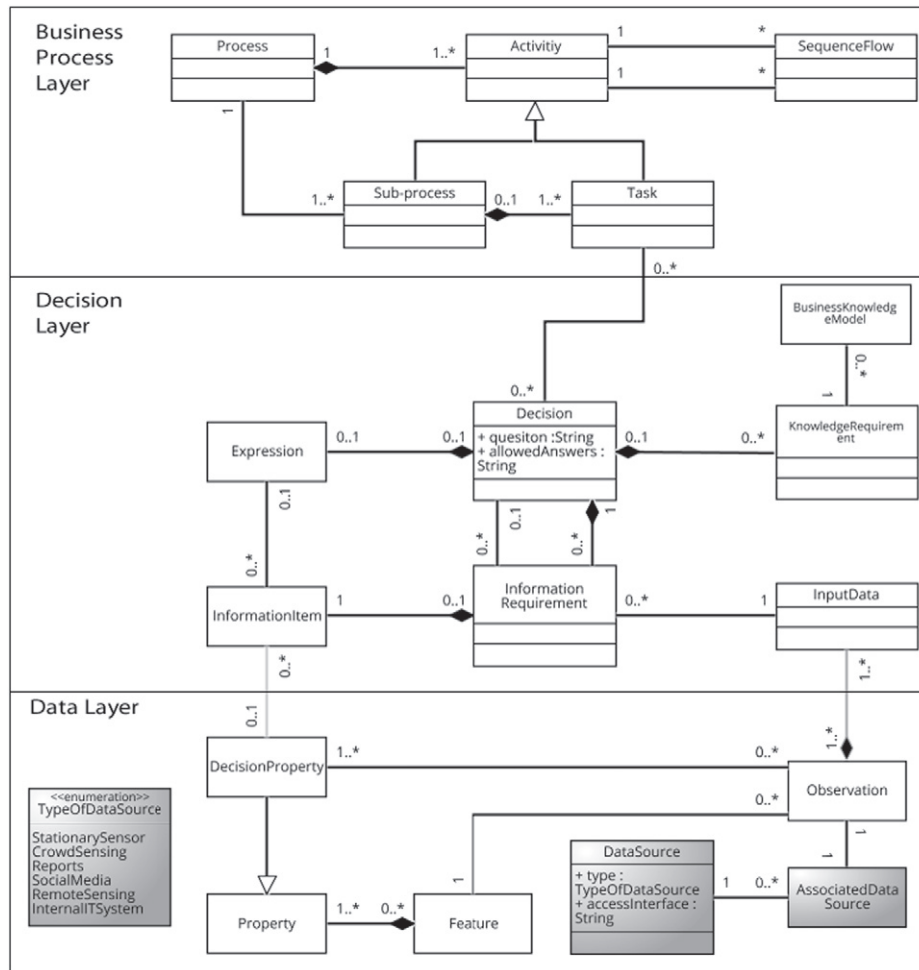 Business
Process
Layer
Process
1
1..*
Activitiy
1
*
SequenceFlow
1
*
1
1..*
Sub-process
0..1
1..*
Task
0..*
Decision
Layer
BusinessKnowledg
eModel
0..*
1
0..*
Decision
+ quesiton :String
+ allowedAnswers :
String
KnowledgeRequirem
ent
Expression
0..1
0..1
0..1
0..*
0..1
0..1
1
0..*
0..*
0..*
Information
Requirement
InformationItem
1
0..1
0..*
1
InputData
0..*
1..*
Data Layer
0..1
1..*
DecisionProperty
1..*
0..*
Observation
<<enumeration>>
TypeOfDataSource
StationarySensor
CrowdSensing
Reports
SocialMedia
RemoteSensing
InternalITSystem
0..*
1
1
1
DataSource
+ type :
TypeOfDataSource
+ accessInterface :
String
1
0..*
AssociatedData
Source
Property
1..*
0..*
Feature